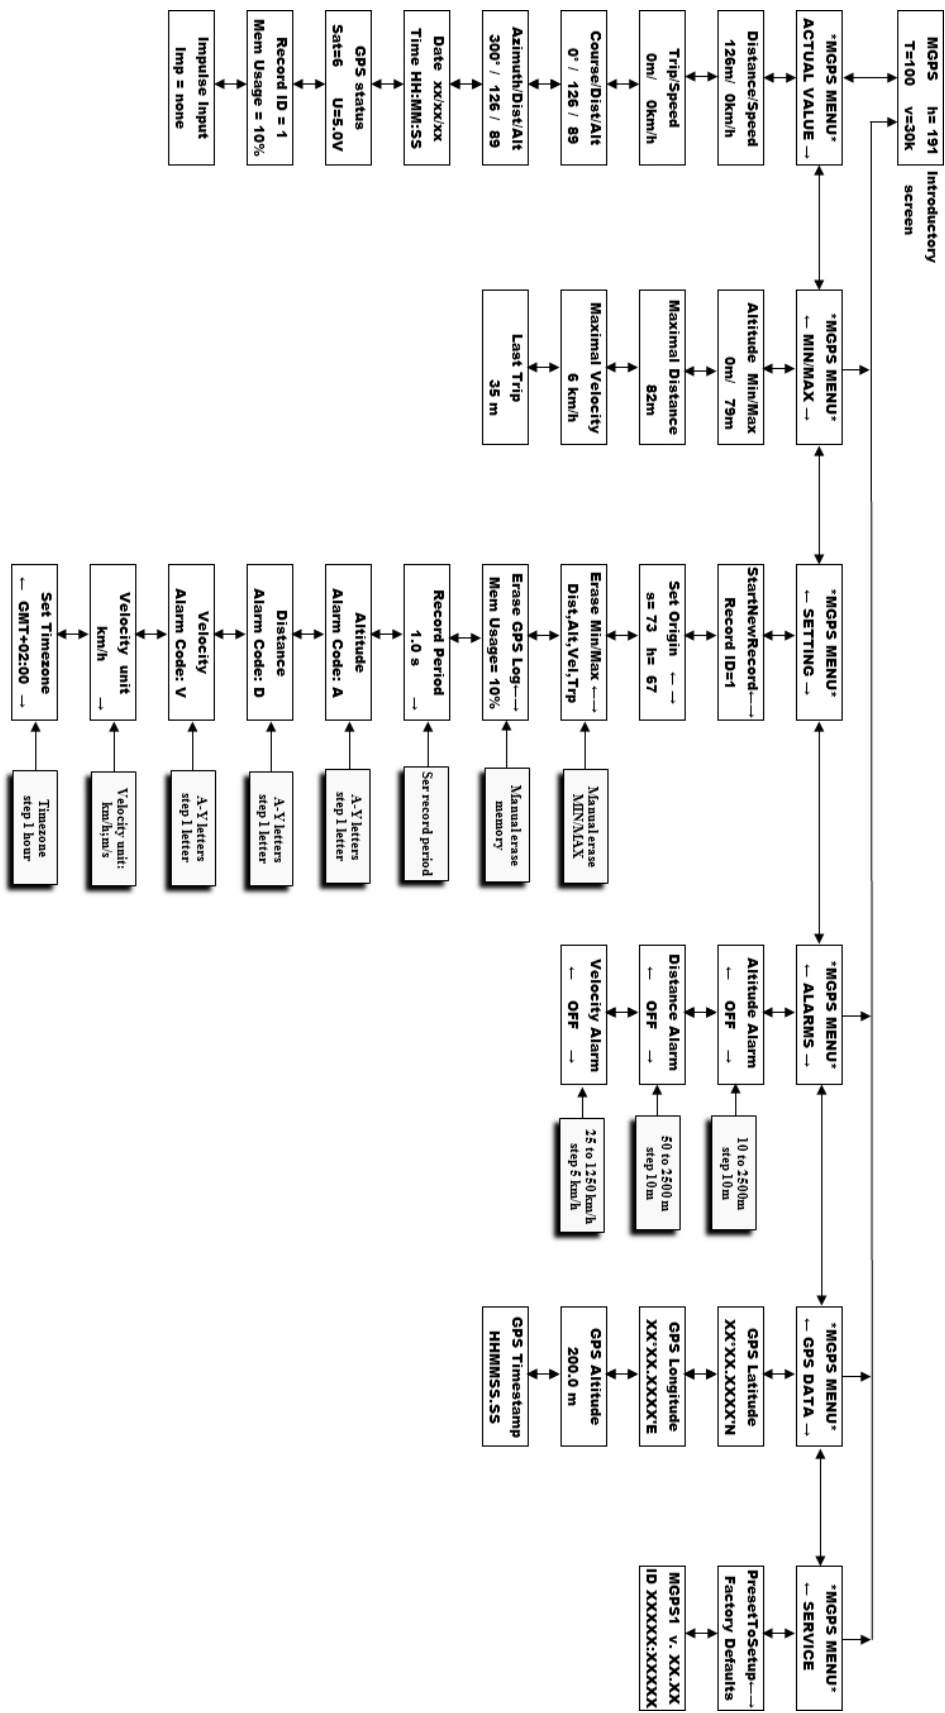 MGPS h= 191
T=100 v=30k
Introductory
screen
*MGPS MENU*
ACTUAL VALUE →
Distance/Speed
126m/ 0km/h
Trip/Speed
0m/ 0km/h
Course/Dist/Alt
0° / 126 / 89
Azimuth/Dist/Alt
300° / 126 / 89
Date xx/xx/xx
Time HH:MM:SS
GPS status
Sat=6 U=5.0V
Record ID = 1
Mem Usage = 10%
Impulse Input
Imp = none
*MGPS MENU*
← MIN/MAX →
Altitude Min/Max
0m/ 79m
Maximal Distance
82m
Maximal Velocity
6 km/h
Last Trip
35 m
*MGPS MENU*
← SETTING →
StartNewRecord←→
Record ID=1
Set Origin ← →
s= 73 h= 67
Erase Min/Max ←→
Dist,Alt,Vel,Trp
Manual erase
MIN/MAX
Erase GPS Log←→
Mem Usage= 10%
Manual erase
memory
Record Period
1.0 s →
Ser record period
Altitude
Alarm Code: A
A-Y letters
step 1 letter
Distance
Alarm Code: D
A-Y letters
step 1 letter
Velocity
Alarm Code: V
A-Y letters
step 1 letter
Velocity unit
km/h →
Velocity unit:
km/h;m/s
Set Timezone
← GMT+02:00 →
Timezone
step 1 hour
*MGPS MENU*
← ALARMS →
Altitude Alarm
← OFF →
10 to 2500m
step 10m
Distance Alarm
← OFF →
50 to 2500 m
step 10m
Velocity Alarm
← OFF →
25 to 1250 km/h
step 5 km/h
*MGPS MENU*
← GPS DATA →
GPS Latitude
XX°XX.XXXX'N
GPS Longitude
XX°XX.XXXX'E
GPS Altitude
200.0 m
GPS Timestamp
HHMMSS.SS
*MGPS MENU*
← SERVICE
PresetToSetup←→
Factory Defaults
MGPS1 v. XX.XX
ID XXXXX:XXXXX